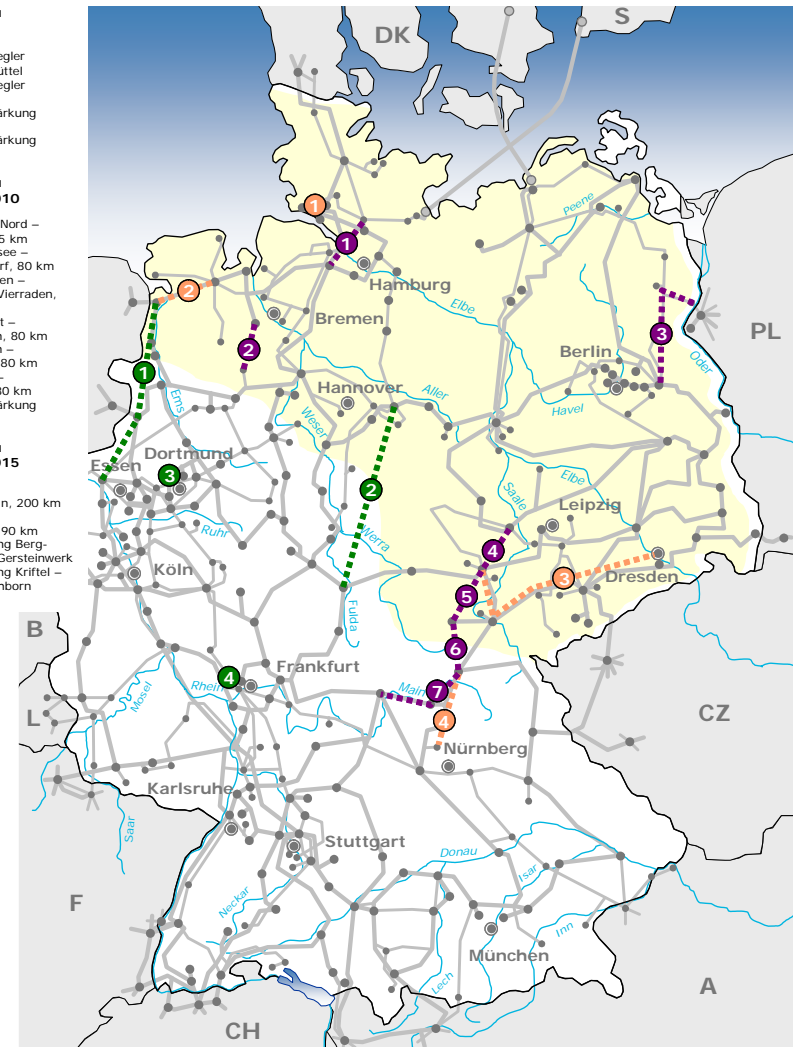 egler
üttel
egler
ärkung
ärkung
010
Nord –
5 km
see –
rf, 80 km
en –
Vierraden,
t –
n, 80 km
n –
80 km
–
80 km
ärkung
015
n, 200 km
90 km
ng Berg-
Gersteinwerk
ng Kriftel –
nborn
DK
S
1
Peene
1
Hamburg
2
Elbe
Bremen
3
PL
2
Berlin
Oder
1
Hannover
Aller
Ems
Weser
Havel
Essen
Dortmund
3
2
Elbe
Saale
Leipzig
Ruhr
Werra
4
Köln
3
Dresden
5
Fulda
B
6
4
Frankfurt
Mosel
Rhein
Main
7
L
4
CZ
Nürnberg
Karlsruhe
Saar
Stuttgart
Donau
Isar
F
Neckar
Inn
München
Lech
A
CH